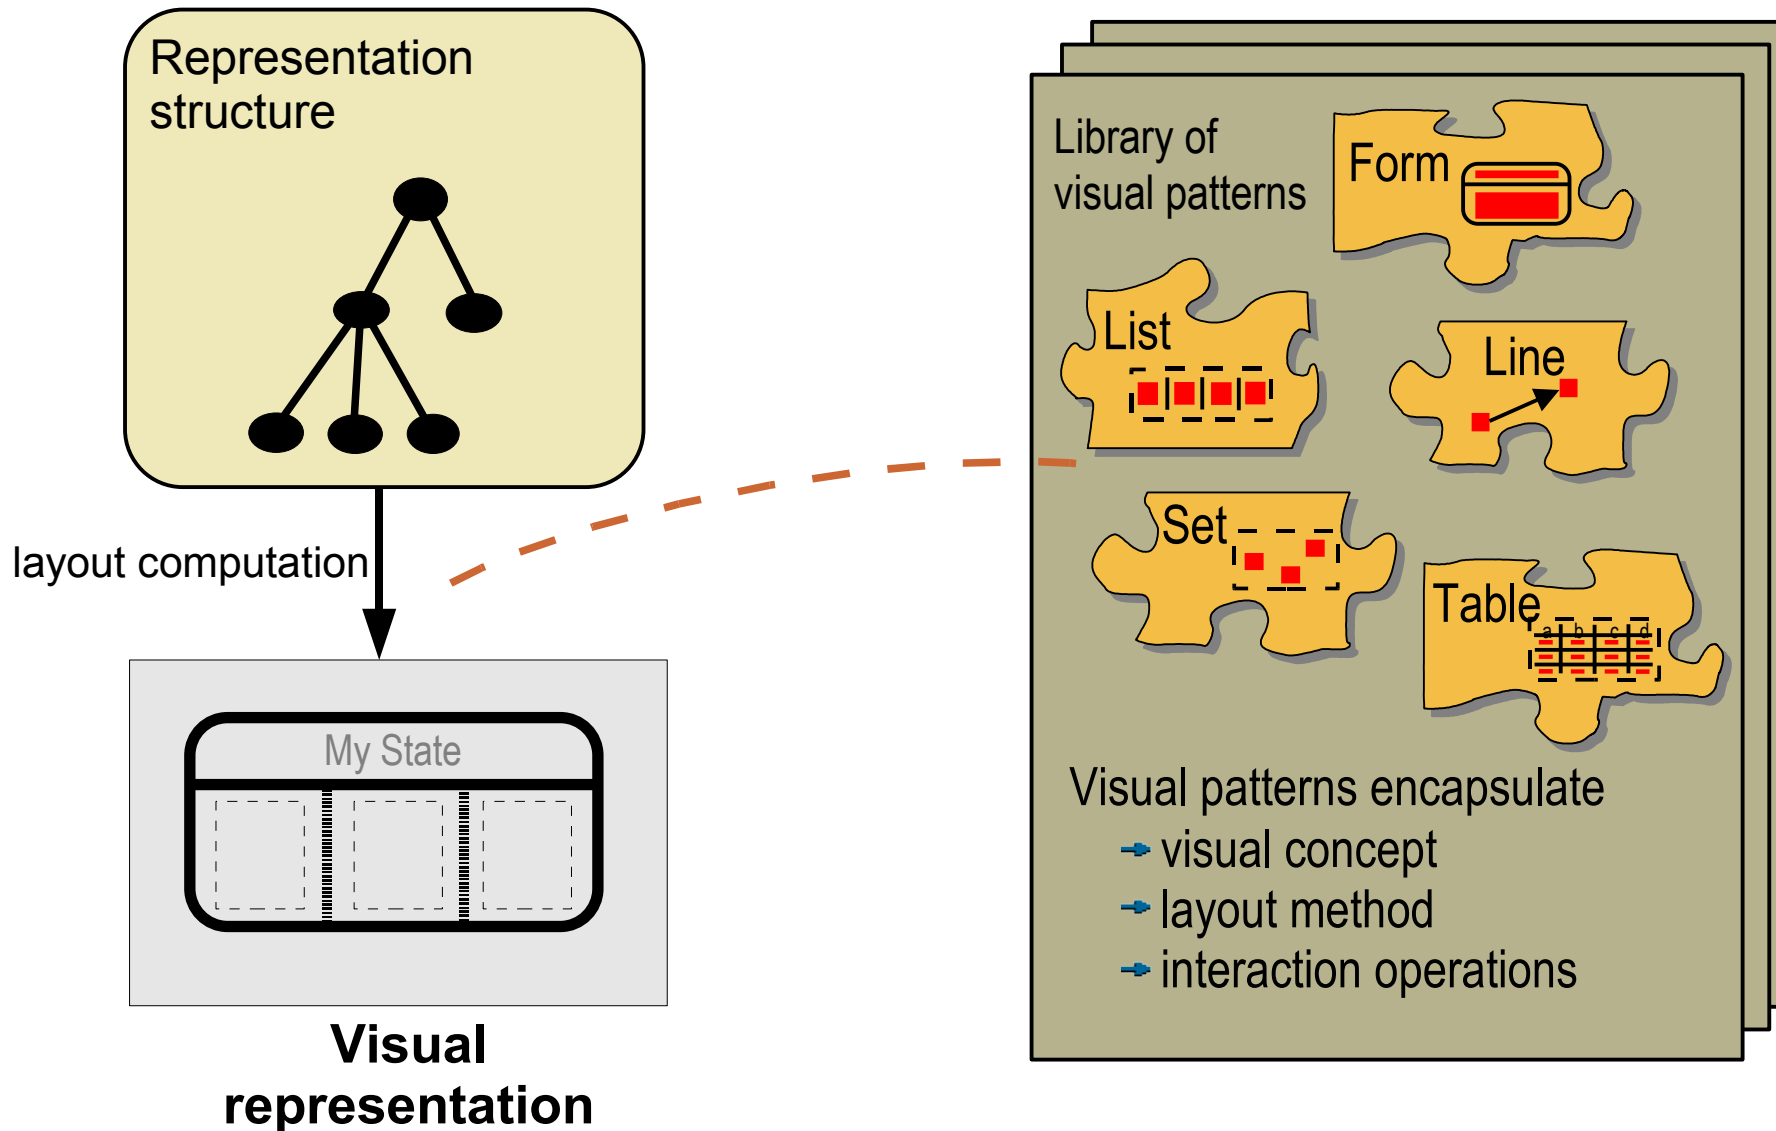 Representation
structure
layout computation
My State
Visual
representation
Library of
visual patterns
Form
List
Line
Set
Table
a b c d
Visual patterns encapsulate
visual concept
layout method
interaction operations